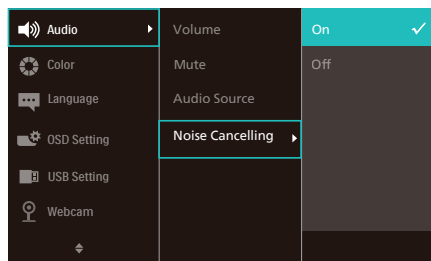 Audio
Color
Language
OSD Setting
USB Setting
Webcam
Volume
Mute
Audio Source
Noise Cancelling
On
Off